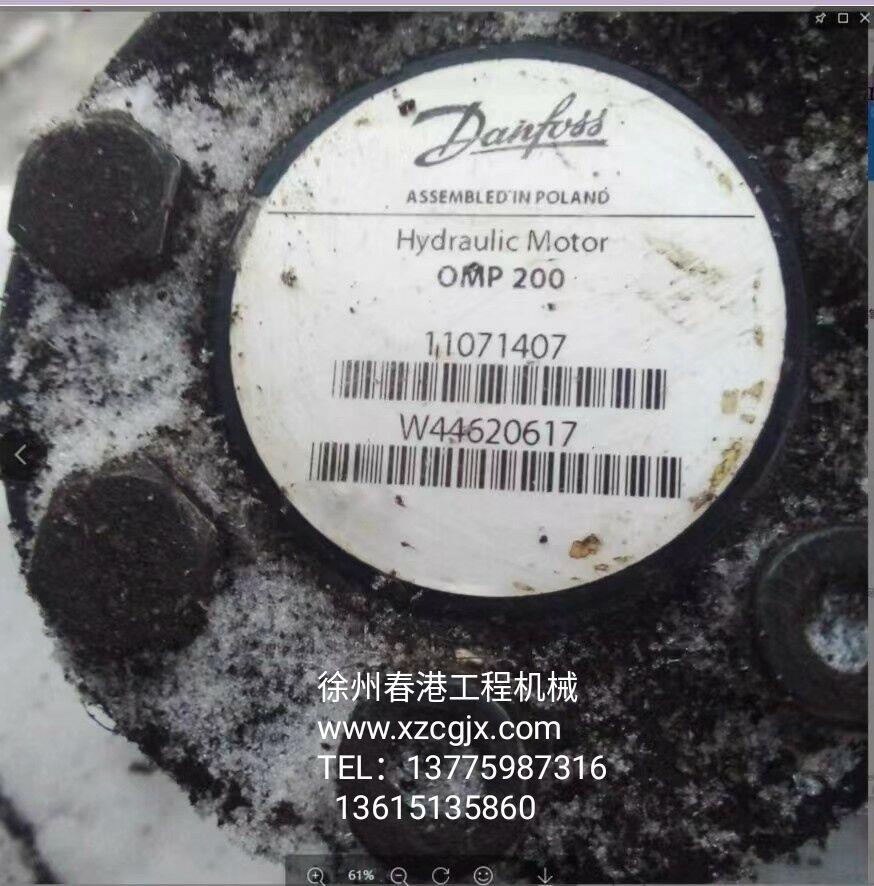 Danfoss
ASSEMBLED IN POLAND
Hydraulic Motor
OMP 200
11071407
W44620617
徐州春港工程机械
www.xzcgjx.com
TEL：13775987316
13615135860
61%